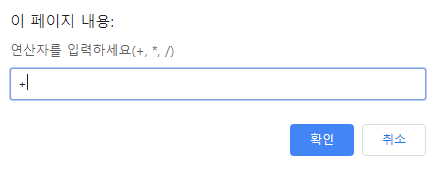 이 페이지 내용:
연산자를 입력하세요(+, *, /)
+
확인
취소